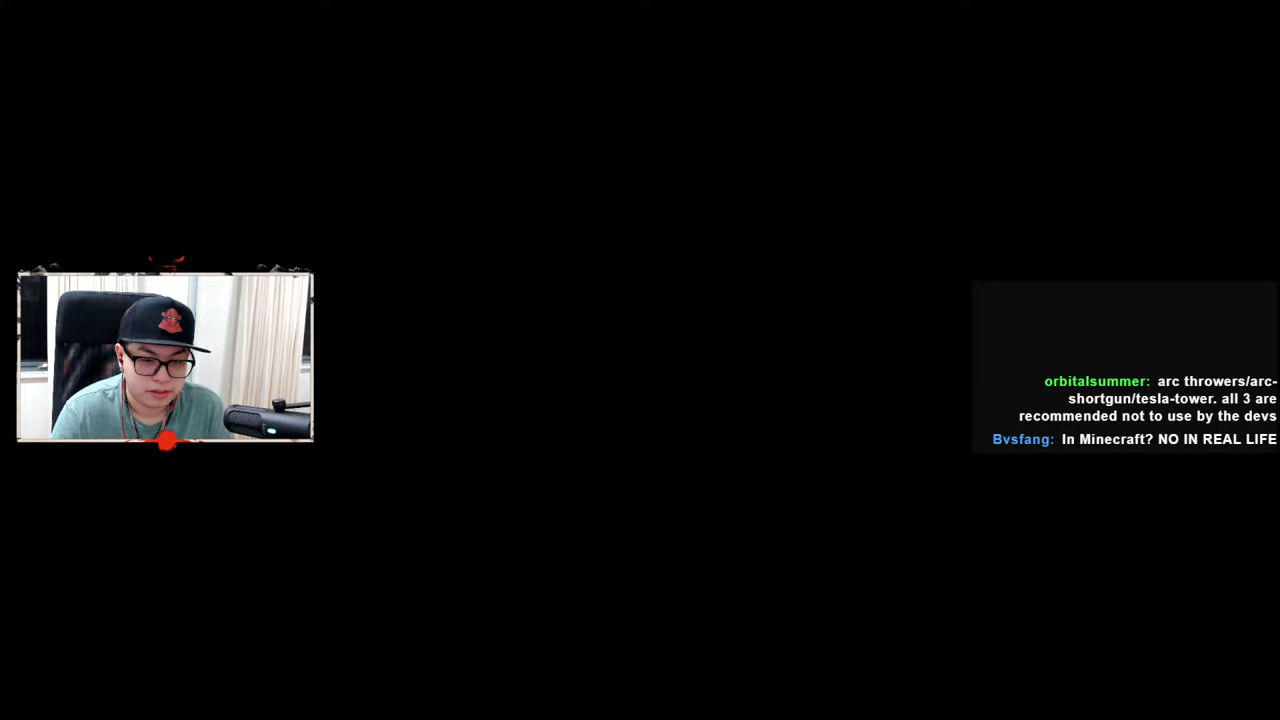 orbitalsummer: arc throwers/arc-
shortgun/tesla-tower. all 3 are
recommended not to use by the devs
Bvsfang: In Minecraft? NO IN REAL LIFE